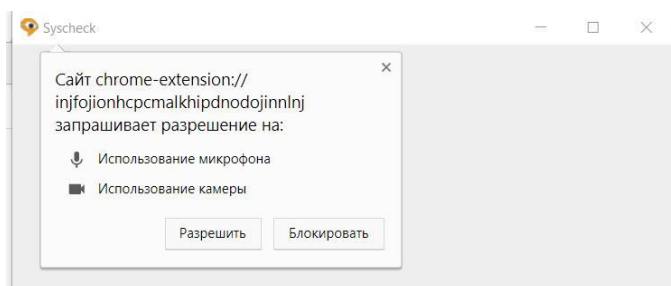 Syscheck
Сайт chrome-extension://
injfojionhcpcmalkhipdnodojinnlnj
запрашивает разрешение на:
Использование микрофона
Использование камеры
Разрешить Блокировать